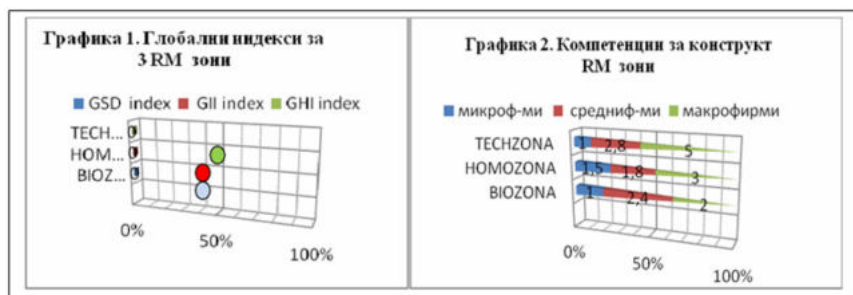 Графика 1. Глобални индекси за
3 RM зони
GSD index GII index GHI index
TECH...
HOM...
BIOZ...
0%
50%
100%
Графика 2. Компетенции за конструкт
RM зони
микроф-ми средниф-ми макрофирми
TECHZONA
1 2,8 5
HOMOZONA
1,5 1,8 3
BIOZONA
1 2,4 2
0%
50%
100%